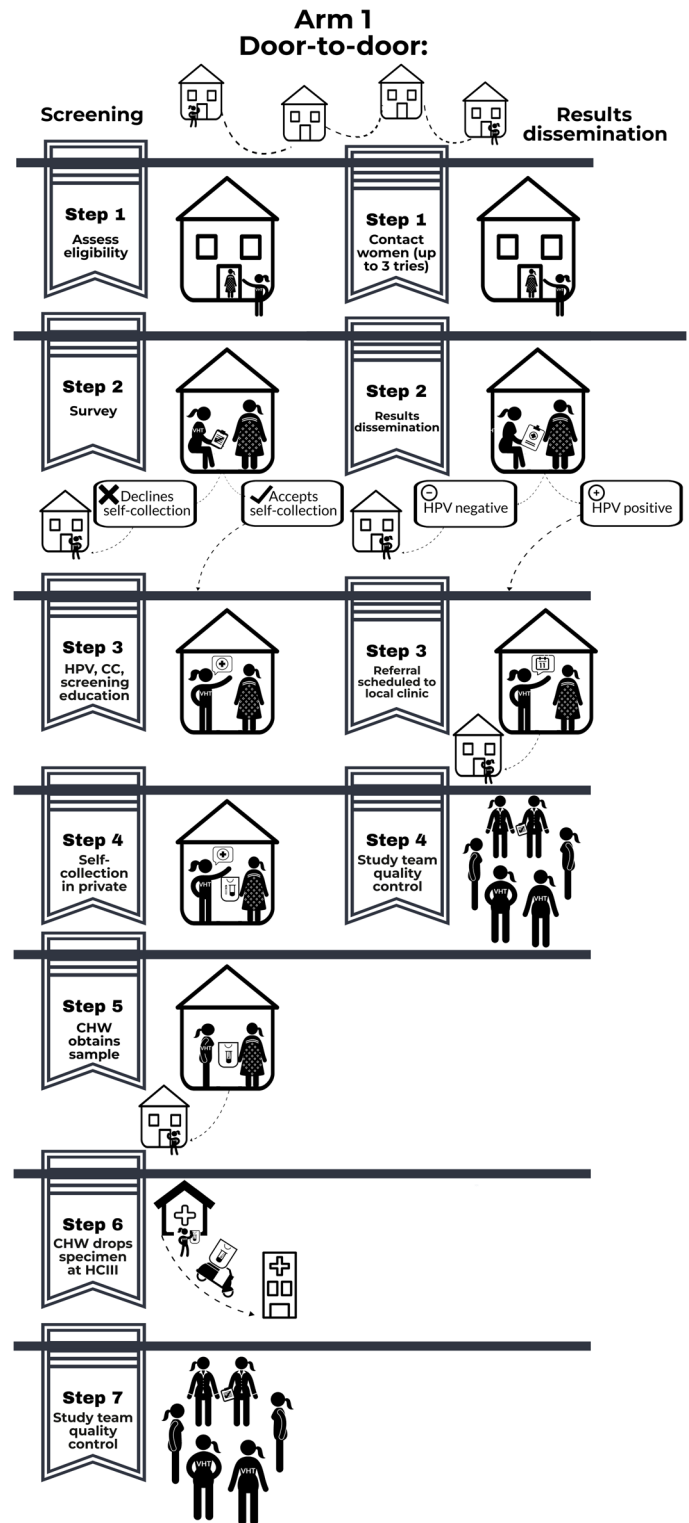 Arm 1
Door-to-door:
Screening
Results
dissemination
Step 1
Assess
eligibility
Step 1
Contact
women (up
to 3 tries)
Step 2
Survey
VHT
Step 2
Results
dissemination
Declines
self-collection
Accepts
self-collection
HPV negative
HPV positive
Step 3
HPV, CC,
screening
education
VHT
Step 3
Referral
scheduled to
local clinic
11
VHT
Step 4
Self-
collection
in private
VHT
Step 4
Study team
quality
control
VHT
VHT
Step 5
CHW
obtains
sample
VHT
Step 6
CHW drops
specimen
at HCIII
Step 7
Study team
quality
control
VHT
VHT